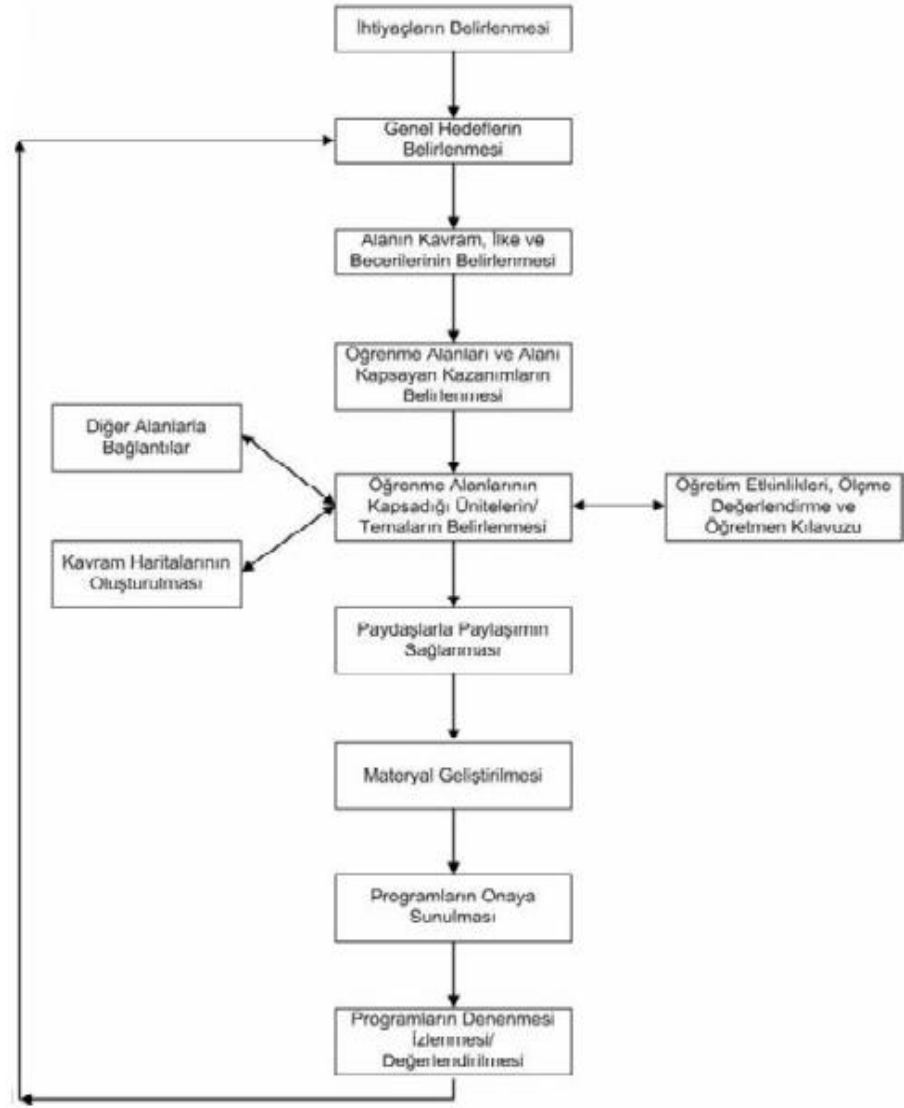 İhtiyaçların Belirlenmesi
Genel Hedeflerin
Belirlenmesi
Alanın Kavram, İlke ve
Becerilerinin Belirlenmesi
Öğrenme Alanları ve Alanı
Kapsayan Kazanımların
Belirlenmesi
Diğer Alanlarla
Bağlantılar
Öğrenme Alanlarının
Kapsadığı Ünitelerin/
Temaların Belirlenmesi
Öğretim Etkinlikleri, Ölçme
Değerlendirme ve
Öğretmen Kılavuzu
Kavram Haritalarının
Oluşturulması
Paydaşlarla Paylaşımın
Sağlanması
Materyal Geliştirilmesi
Programların Onaya
Sunulması
Programların Denenmesi
İzlenmesi/
Değerlendirilmesi